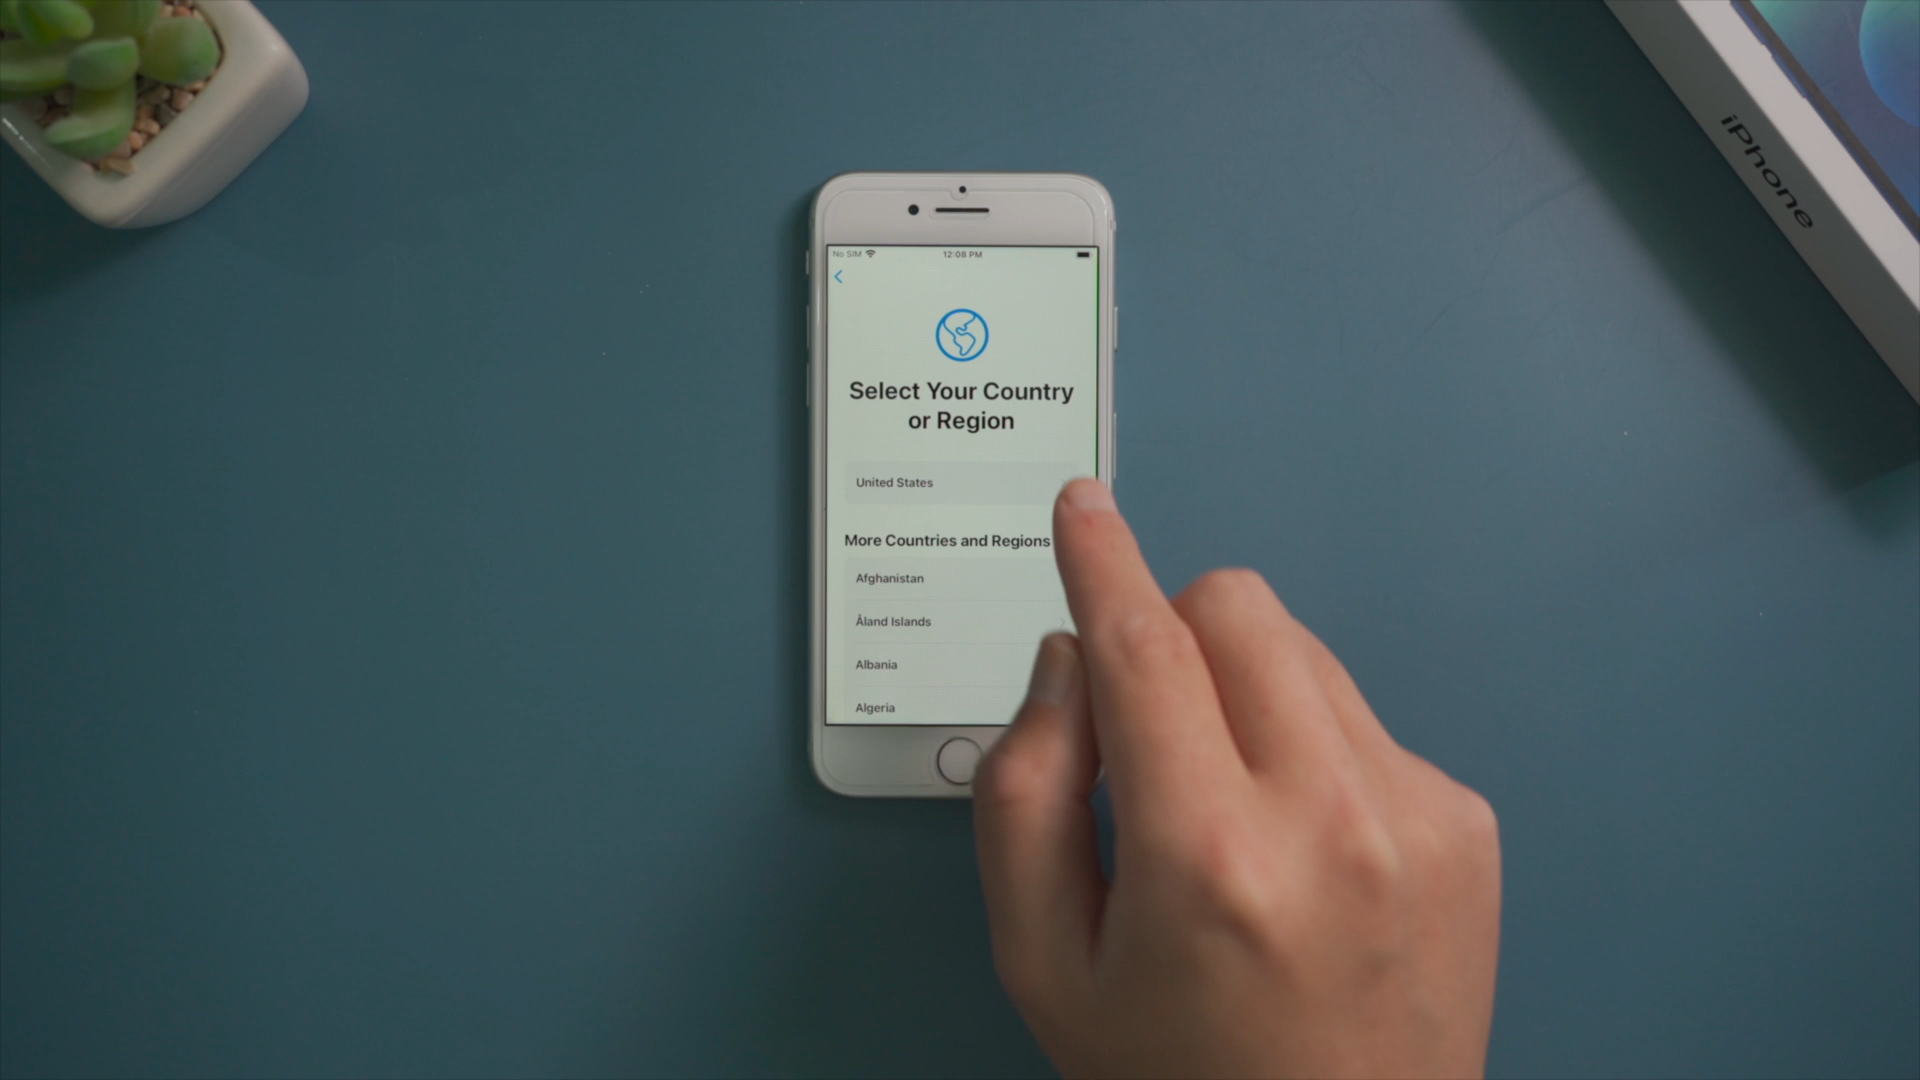 No SIM 12:08 PM
Select Your Country
or Region
United States
More Countries and Regions
Afghanistan
Åland Islands
Albania
Algeria
iPhone